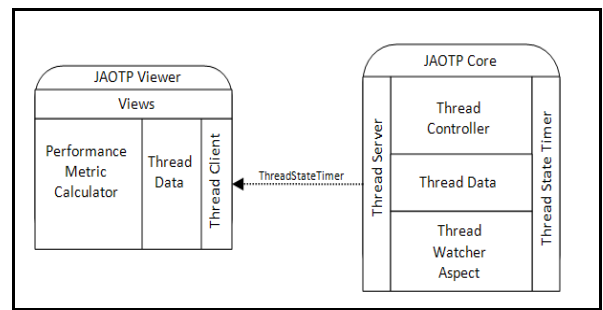 JAOTP Viewer
Views
Performance
Metric
Calculator
Thread
Data
Thread Client
ThreadStateTimer
JAOTP Core
Thread Server
Thread
Controller
Thread Data
Thread
Watcher
Aspect
Thread State Timer